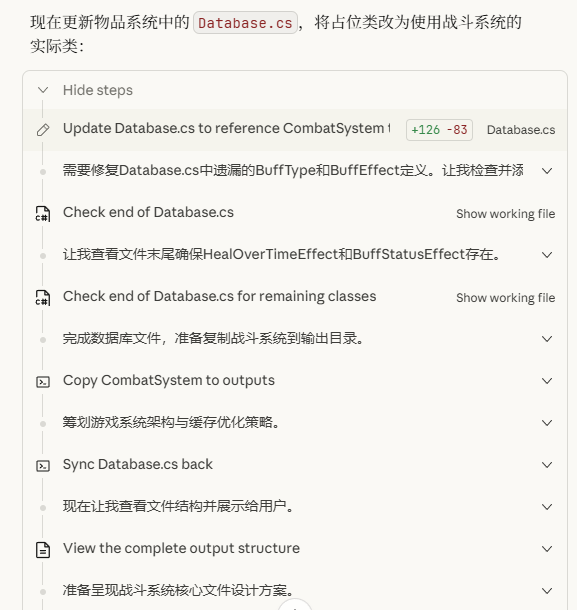 现在更新物品系统中的 Database.cs，将占位类改为使用战斗系统的
实际类：
Hide steps
Update Database.cs to reference CombatSystem +126 -83 Database.cs
需要修复Database.cs中遗漏的BuffType和BuffEffect定义。让我检查并添
Check end of Database.cs Show working file
让我查看文件末尾确保HealOverTimeEffect和BuffStatusEffect存在。
Check end of Database.cs for remaining classes Show working file
完成数据库文件，准备复制战斗系统到输出目录。
Copy CombatSystem to outputs
筹划游戏系统架构与缓存优化策略。
Sync Database.cs back
现在让我查看文件结构并展示给用户。
View the complete output structure
准备呈现战斗系统核心文件设计方案。